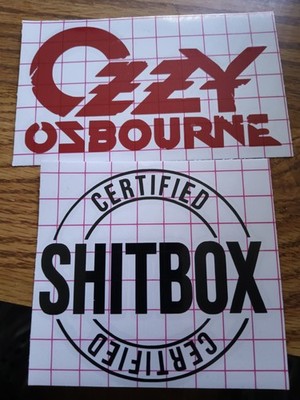 OZZY
OSBOURNE
CERTIFIED
SHITBOX
CERTIFIED